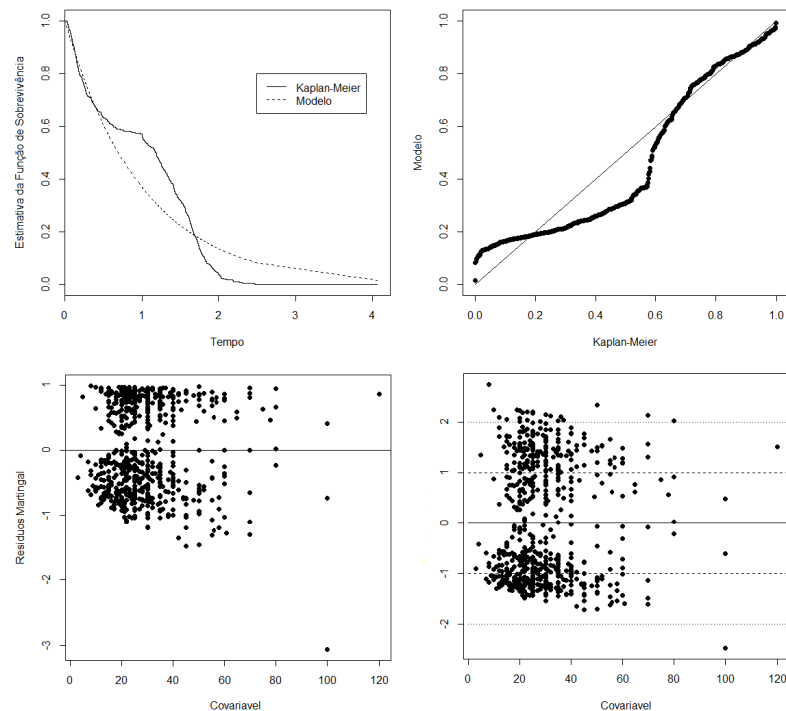 Estimativa da Função de Sobrevivência
1.0
0.8
0.6
0.4
0.2
0.0
Kaplan-Meier
Modelo
0 1 2 3 4
Tempo
Modelo
1.0
0.8
0.6
0.4
0.2
0.0
0.0 0.2 0.4 0.6 0.8 1.0
Kaplan-Meier
Resíduos Martingal
1
0
-1
-2
-3
0 20 40 60 80 100 120
Covariavel
2
1
0
-1
-2
0 20 40 60 80 100 120
Covariavel